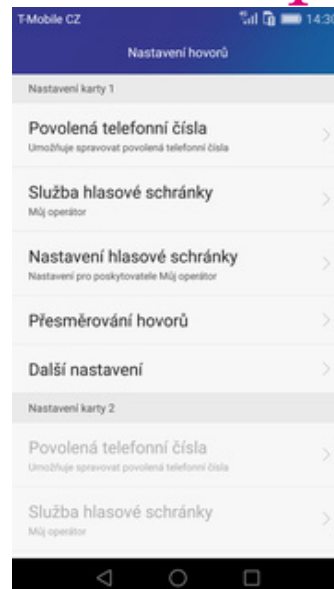 T-Mobile CZ 14:30
Nastavení hovorů
Nastavení karty 1
Povolená telefonní čísla
Umožňuje spravovat povolená telefonní čísla
Služba hlasové schránky
Můj operátor
Nastavení hlasové schránky
Nastavení pro poskytovatele Můj operátor
Přesměrování hovorů
Další nastavení
Nastavení karty 2
Povolená telefonní čísla
Umožňuje spravovat povolená telefonní čísla
Služba hlasové schránky
Můj operátor